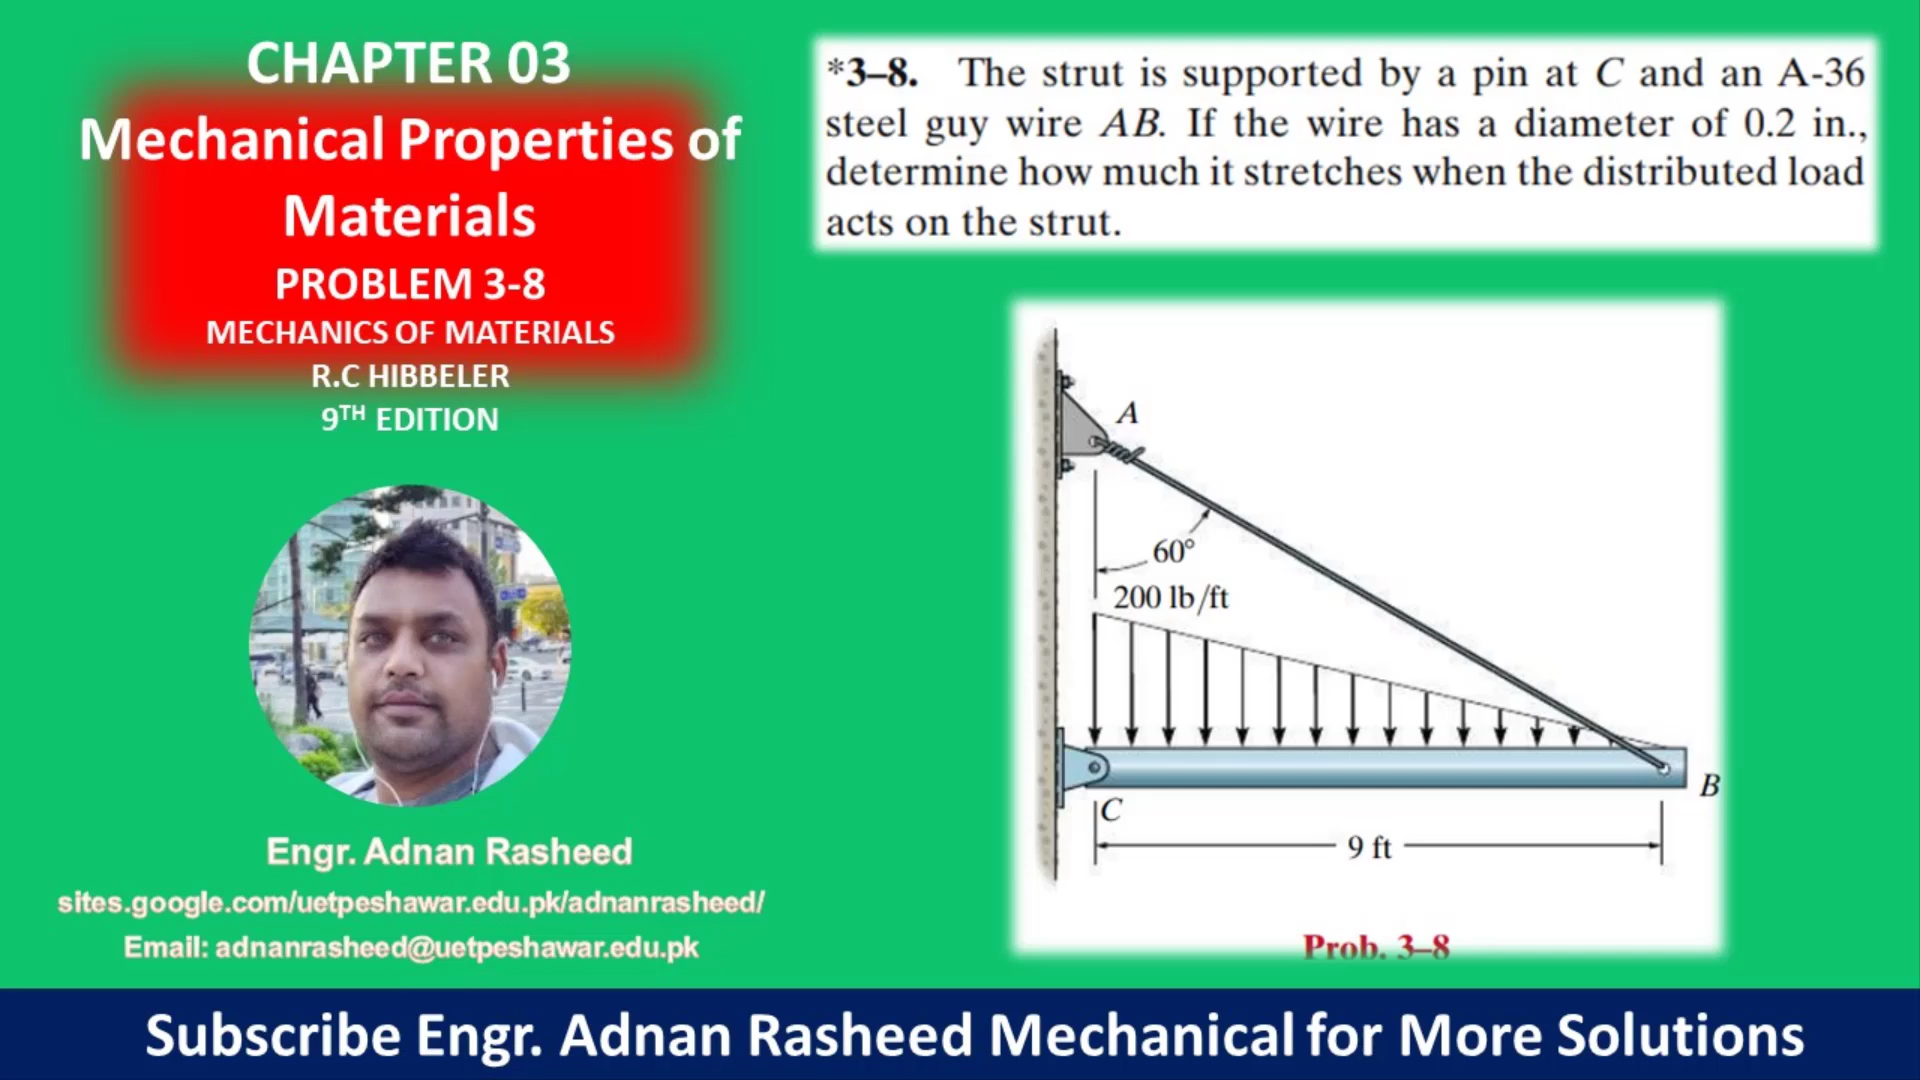 CHAPTER 03
Mechanical Properties of
Materials
PROBLEM 3-8
MECHANICS OF MATERIALS
R.C HIBBELER
9TH EDITION
Engr. Adnan Rasheed
sites.google.com/uetpeshawar.edu.pk/adnanrasheed/
Email: adnanrasheed@uetpeshawar.edu.pk
*3–8. The strut is supported by a pin at C and an A-36
steel guy wire AB. If the wire has a diameter of 0.2 in.,
determine how much it stretches when the distributed load
acts on the strut.
A
60°
200 lb/ft
B
C
9 ft
Prob. 3–8
Subscribe Engr. Adnan Rasheed Mechanical for More Solutions